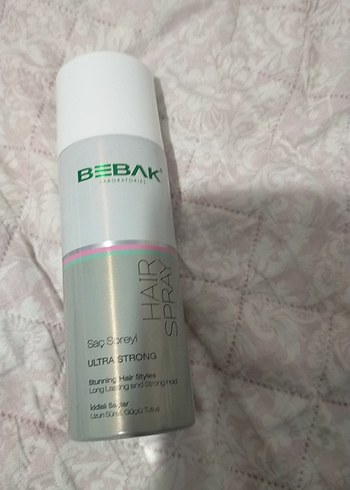 BEBAK
LABORATORIES
HAIR
SPRAY
Saç Spreyi
ULTRA STRONG
Stunning Hair Styles
Long Lasting and Strong Hold
İddialı Saçlar
Uzun Süreli, Güçlü Tutuş